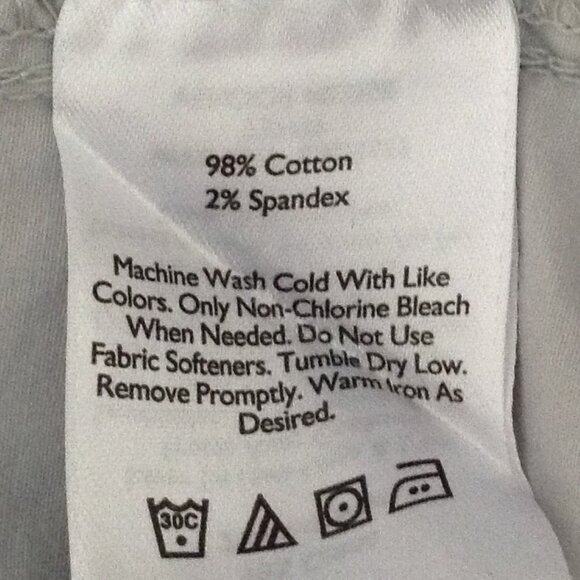 98% Cotton
2% Spandex
Machine Wash Cold With Like
Colors. Only Non-Chlorine Bleach
When Needed. Do Not Use
Fabric Softeners. Tumble Dry Low.
Remove Promptly. Warm Iron As
Desired.
30C